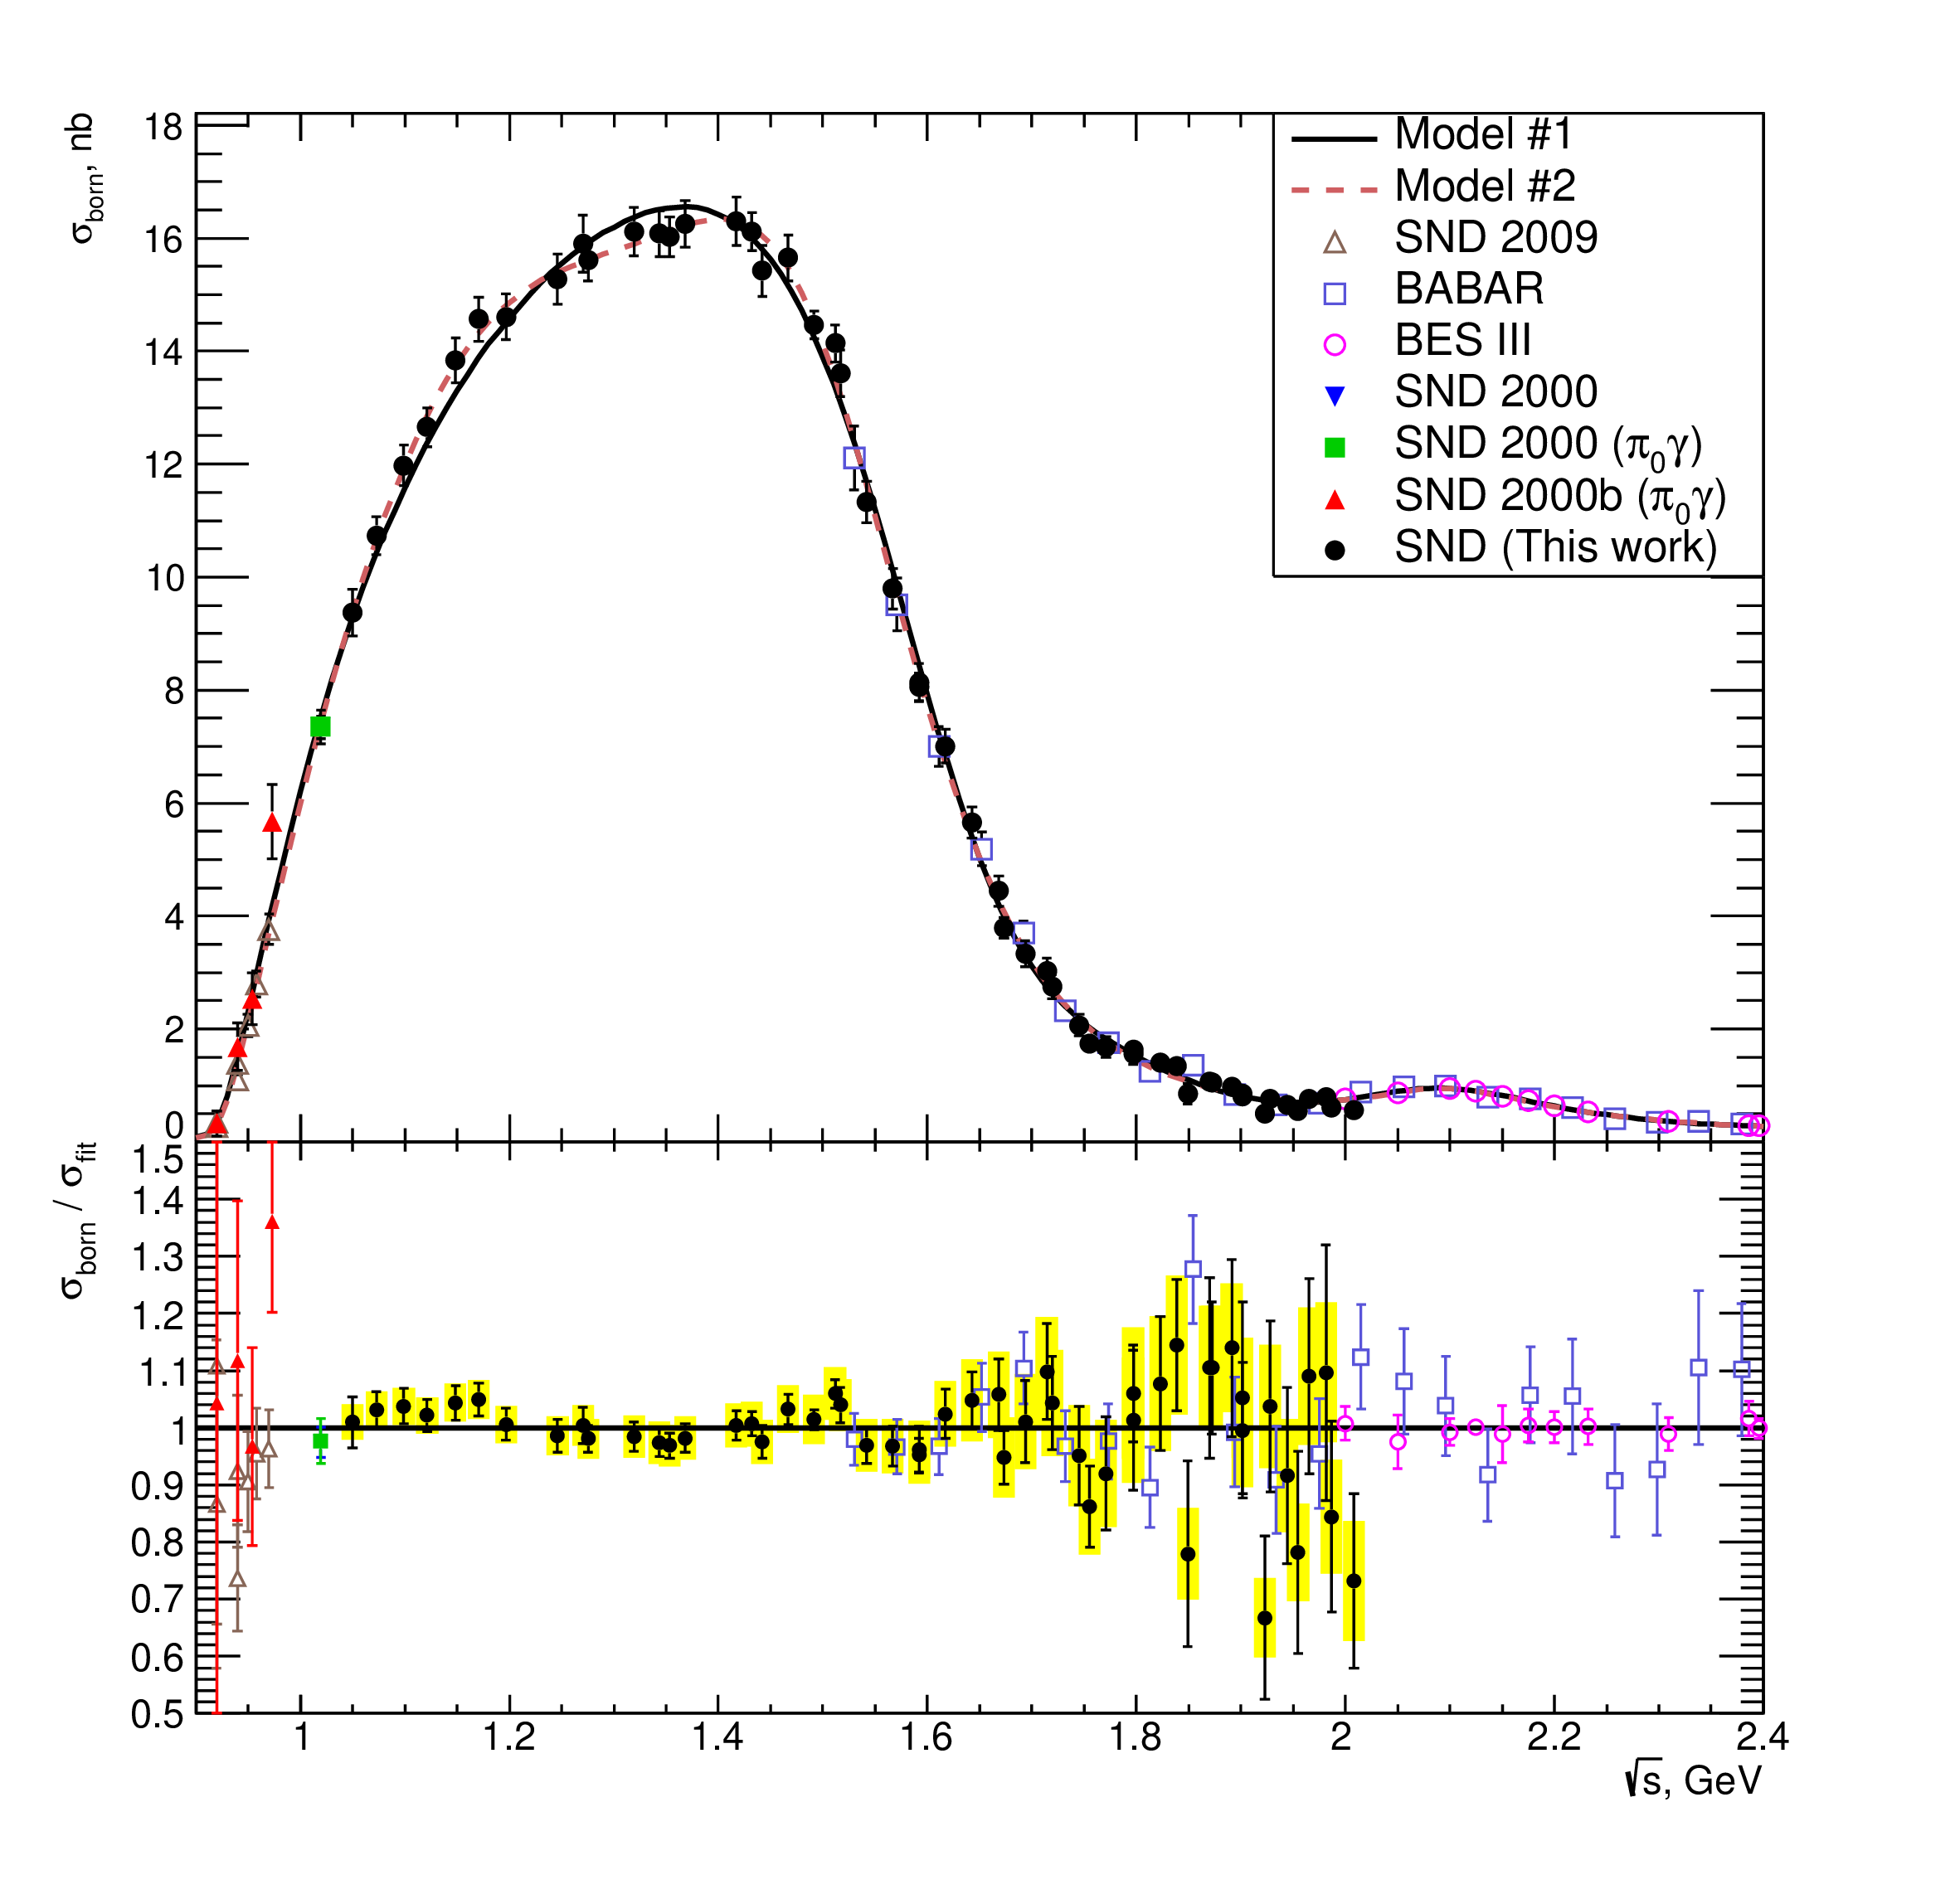 σborn, nb
18
16
14
12
10
8
6
4
2
0
Model #1
Model #2
SND 2009
BABAR
BES III
SND 2000
SND 2000 (π0γ)
SND 2000b (π0γ)
SND (This work)
σborn / σfit
1.5
1.4
1.3
1.2
1.1
1
0.9
0.8
0.7
0.6
0.5
1 1.2 1.4 1.6 1.8 2 2.2 2.4
√s, GeV